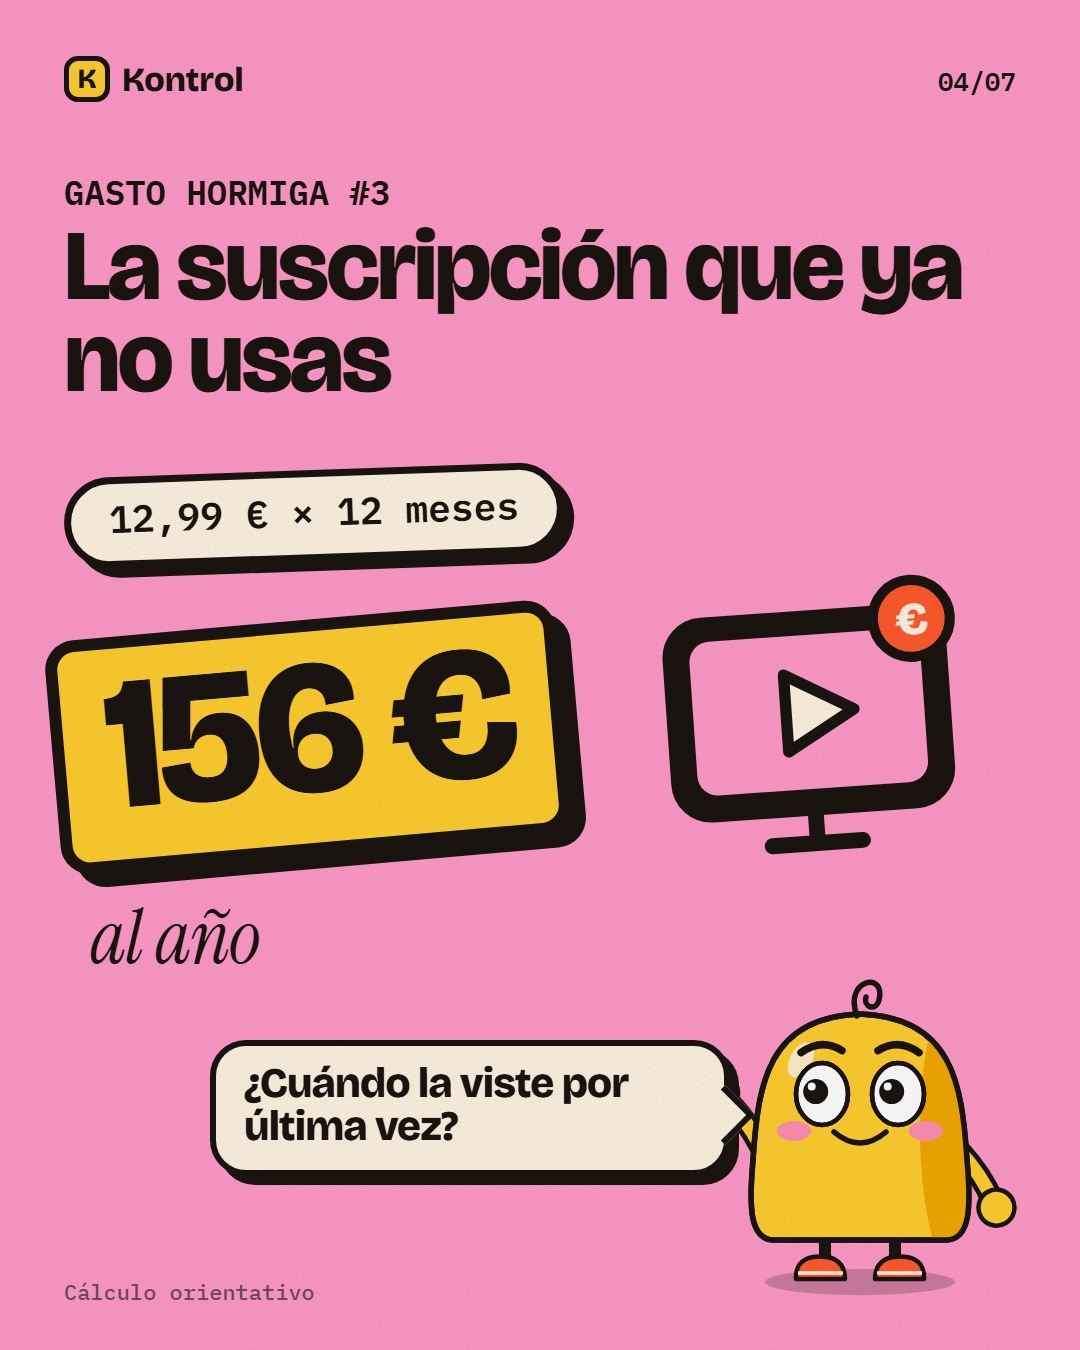 K Kontrol
04/07
GASTO HORMIGA #3
La suscripción que ya
no usas
12,99 € × 12 meses
156 €
€
al año
¿Cuándo la viste por
última vez?
Cálculo orientativo